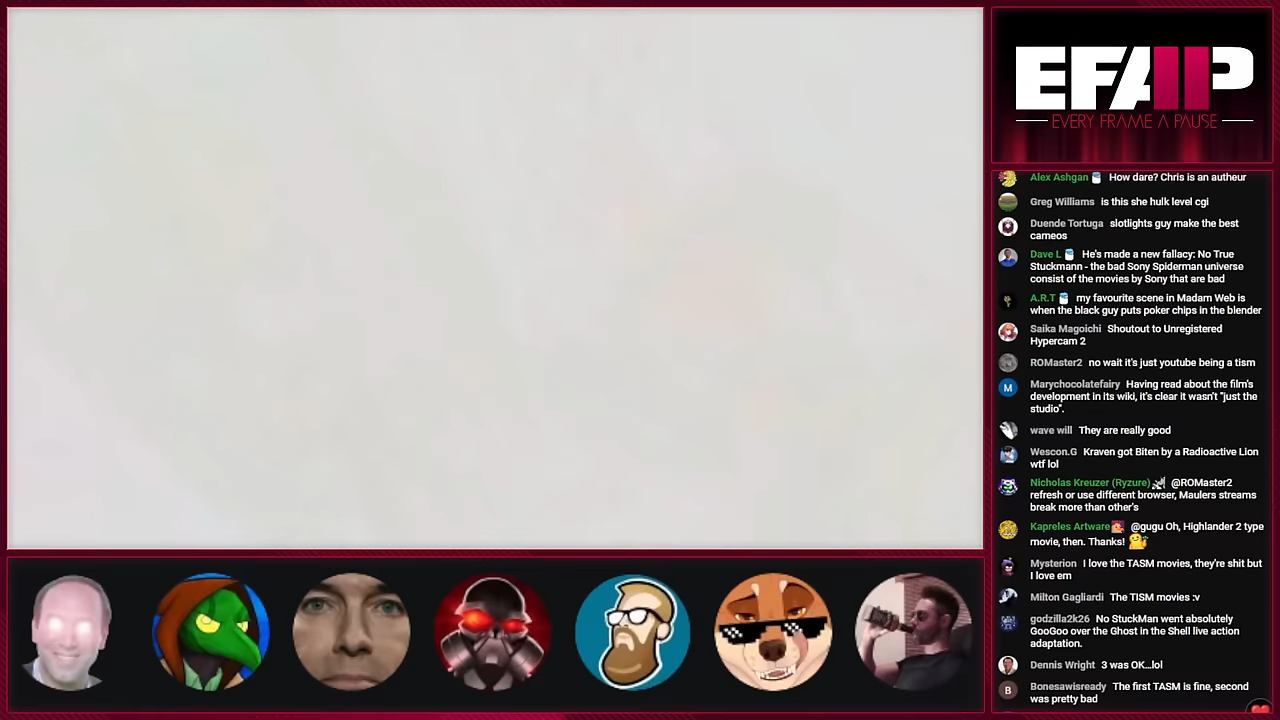 EFAP
EVERY FRAME A PAUSE
Alex Ashgan How dare? Chris is an autheur
Greg Williams is this she hulk level cgi
Duende Tortuga slotlights guy make the best
cameos
Dave L He's made a new fallacy: No True
Stuckmann - the bad Sony Spiderman universe
consist of the movies by Sony that are bad
A.R.T my favourite scene in Madam Web is
when the black guy puts poker chips in the blender
Saika Magoichi Shoutout to Unregistered
Hypercam 2
ROMaster2 no wait it's just youtube being a tism
M
Marychocolatefairy Having read about the film's
development in its wiki, it's clear it wasn't "just the
studio".
wave will They are really good
Wescon.G Kraven got Biten by a Radioactive Lion
wtf lol
Nicholas Kreuzer (Ryzure) @ROMaster2
refresh or use different browser, Maulers streams
break more than other's
Kapreles Artware @gugu Oh, Highlander 2 type
movie, then. Thanks!
Mysterion I love the TASM movies, they're shit but
I love em
Milton Gagliardi The TISM movies :v
godzilla2k26 No StuckMan went absolutely
GooGoo over the Ghost in the Shell live action
adaptation.
Dennis Wright 3 was OK...lol
B
Bonesawisready The first TASM is fine, second
was pretty bad